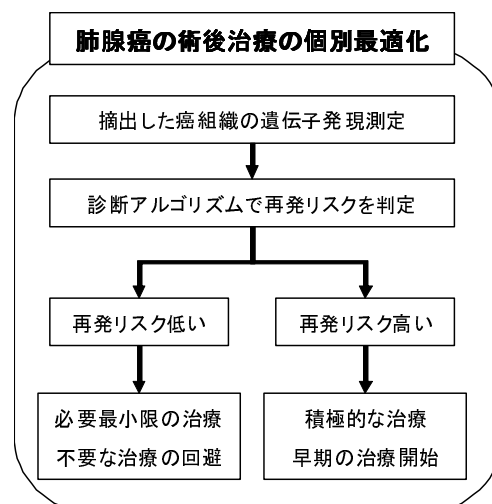 肺腺癌の術後治療の個別最適化
摘出した癌組織の遺伝子発現測定
診断アルゴリズムで再発リスクを判定
再発リスク低い
再発リスク高い
必要最小限の治療
不要な治療の回避
積極的な治療
早期の治療開始